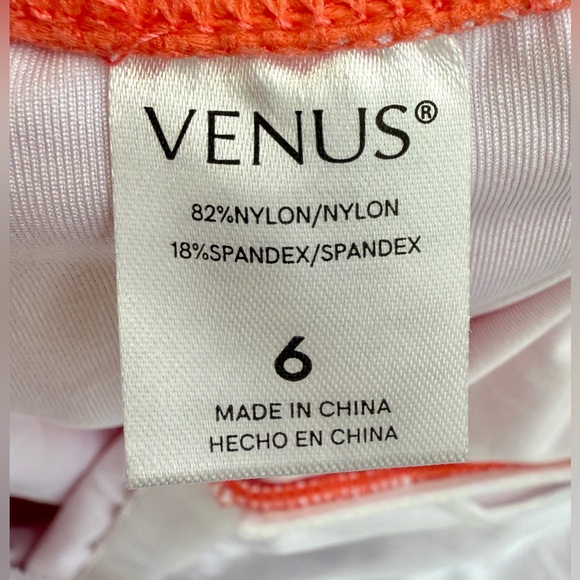 VENUS®
82%NYLON/NYLON
18%SPANDEX/SPANDEX
6
MADE IN CHINA
HECHO EN CHINA